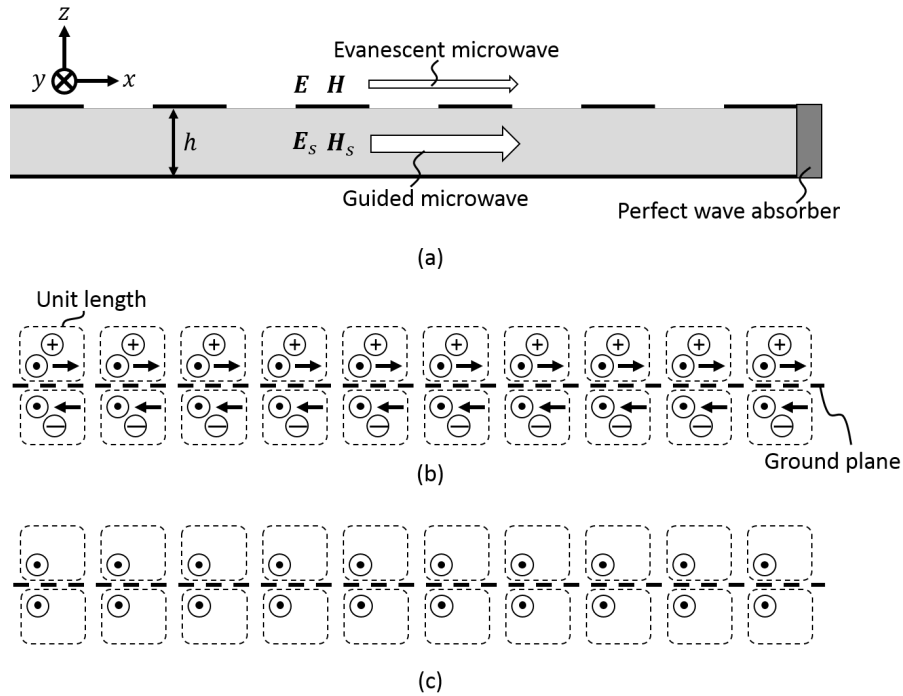 z
y
x
Evanescent microwave
E H
h
E_s H_s
Guided microwave
Perfect wave absorber
(a)
Unit length
+ + + + + + + + + +
− − − − − − − − − −
Ground plane
(b)
(c)